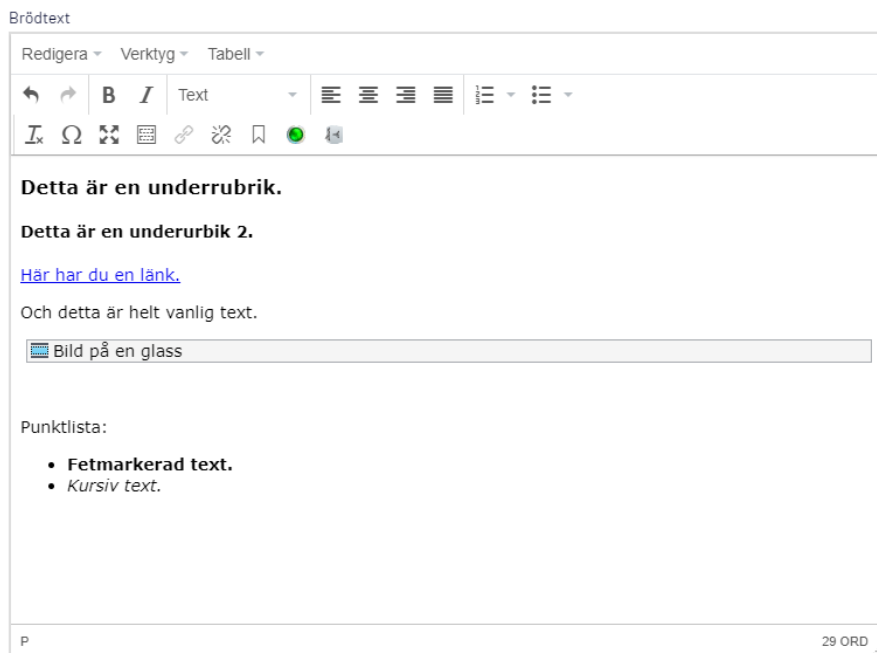 Brödtext
Redigera Verktyg Tabell
B I Text
Detta är en underrubrik.
Detta är en underurbik 2.
Här har du en länk.
Och detta är helt vanlig text.
Bild på en glass
Punktlista:
• Fetmarkerad text.
• Kursiv text.
P 29 ORD